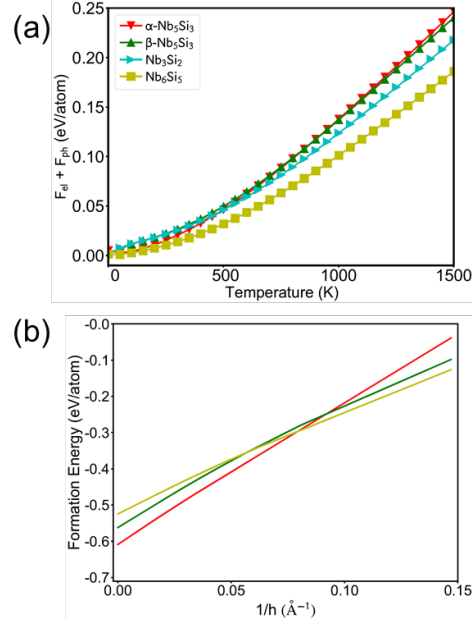 (a)
α-Nb₅Si₃
β-Nb₅Si₃
Nb₃Si₂
Nb₆Si₅
0.25
0.20
0.15
0.10
0.05
0.00
Fₑₗ + Fₚₕ (eV/atom)
0 500 1000 1500
Temperature (K)
(b)
-0.0
-0.1
-0.2
-0.3
-0.4
-0.5
-0.6
-0.7
Formation Energy (eV/atom)
0.00 0.05 0.10 0.15
1/h (Å⁻¹)